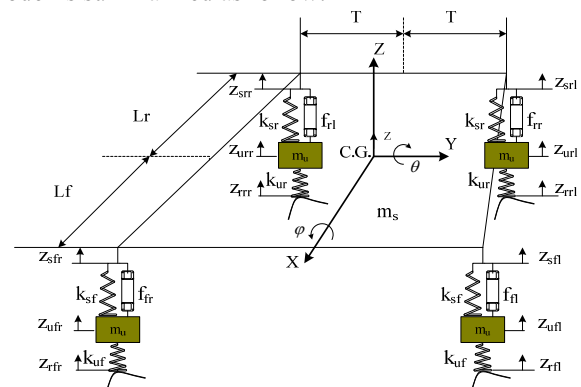 T T
Z
z_srr
z_srl
k_sr f_rl
k_sr f_rr
Lr
z_urr m_u C.G. z Y m_u z_url
θ
k_ur
k_ur
z_rrr
z_rrl
Lf
m_s
φ
X
z_sfr
z_sfl
k_sf f_fr
k_sf f_fl
z_ufr m_u
m_u z_ufl
k_uf
k_uf
z_rfr
z_rfl